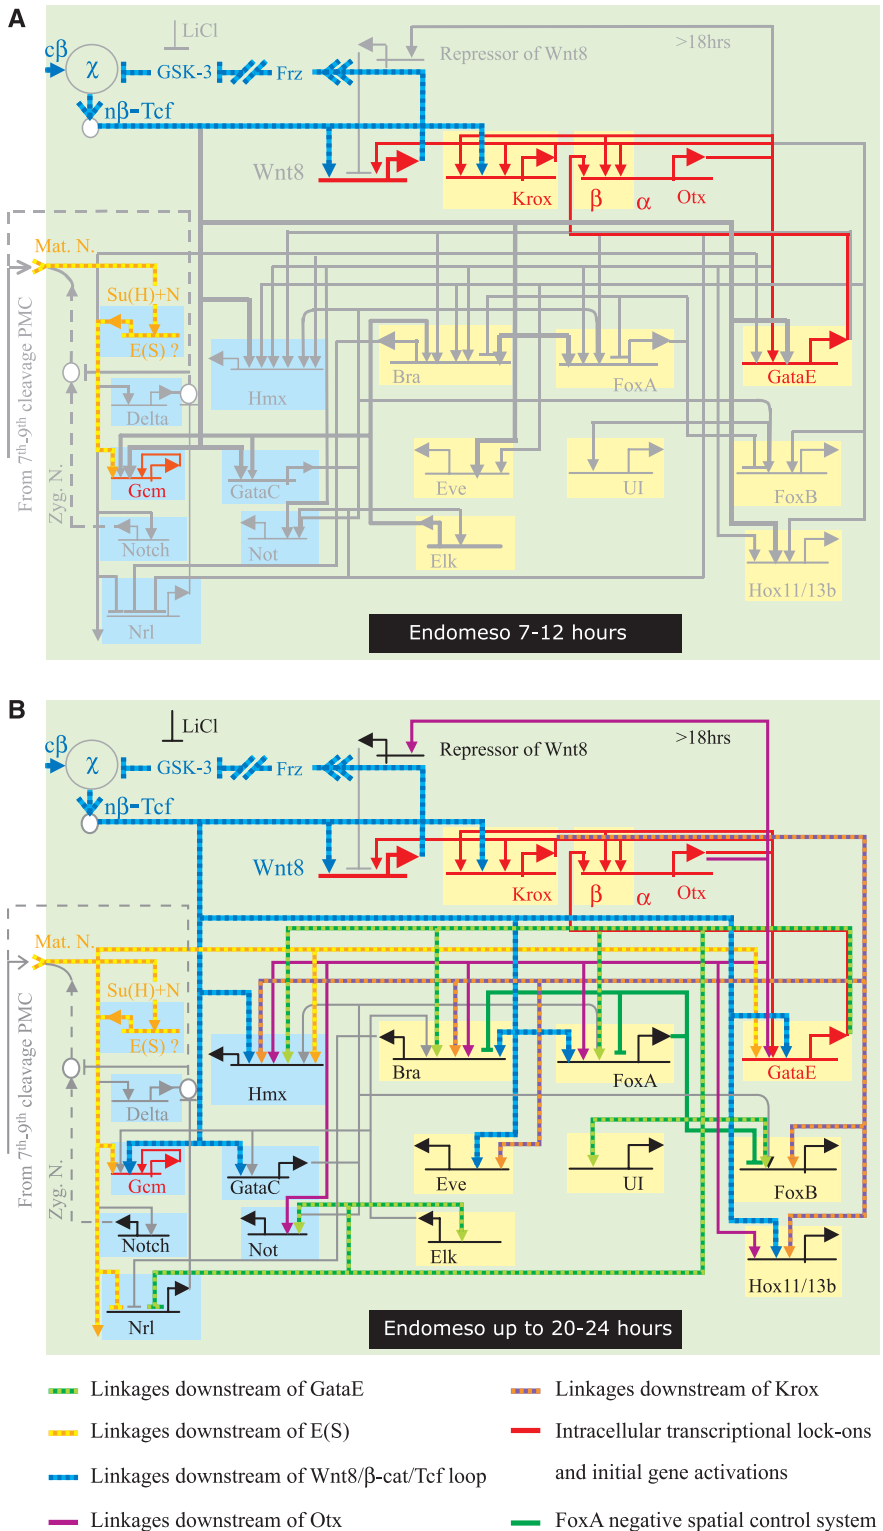 A
LiCl
cβ
χ
GSK-3
Frz
Repressor of Wnt8
>18hrs
nβ-Tcf
Wnt8
Krox
β
α
Otx
Mat. N.
Su(H)+N
E(S) ?
Bra
FoxA
GataE
Hmx
Delta
From 7th-9th cleavage PMC
Zyg. N.
Gcm
GataC
Eve
UI
FoxB
Notch
Not
Elk
Hox11/13b
Nrl
Endomeso 7-12 hours
B
LiCl
cβ
χ
GSK-3
Frz
Repressor of Wnt8
>18hrs
nβ-Tcf
Wnt8
Krox
β
α
Otx
Mat. N.
Su(H)+N
E(S) ?
Bra
FoxA
GataE
Hmx
Delta
From 7th-9th cleavage PMC
Zyg. N.
Gcm
GataC
Eve
UI
FoxB
Notch
Not
Elk
Hox11/13b
Nrl
Endomeso up to 20-24 hours
Linkages downstream of GataE
Linkages downstream of E(S)
Linkages downstream of Wnt8/β-cat/Tcf loop
Linkages downstream of Otx
Linkages downstream of Krox
Intracellular transcriptional lock-ons
and initial gene activations
FoxA negative spatial control system